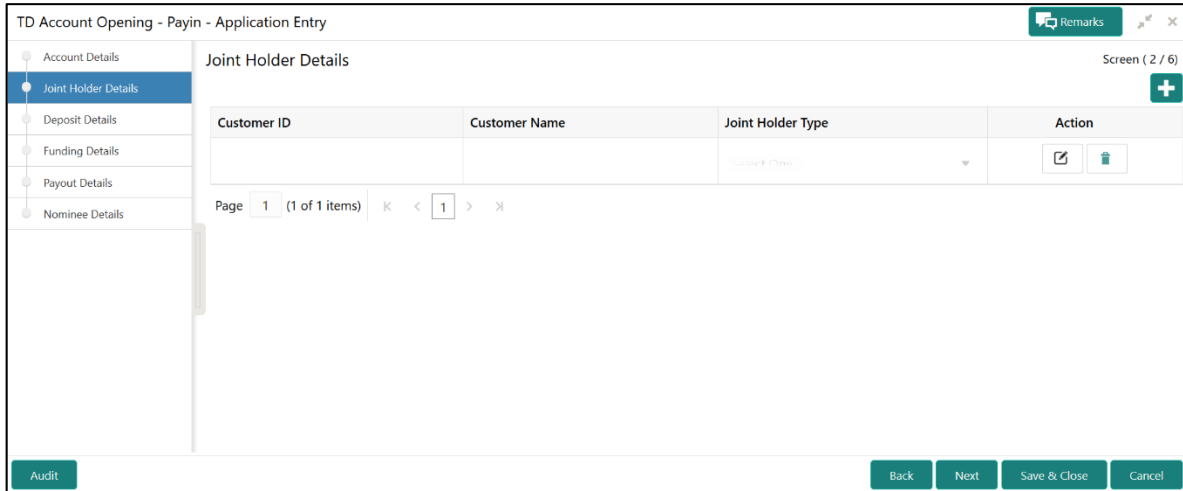 TD Account Opening - Payin - Application Entry
Remarks
Account Details
Joint Holder Details
Deposit Details
Funding Details
Payout Details
Nominee Details
Joint Holder Details
Screen ( 2 / 6)
Customer ID Customer Name Joint Holder Type Action
Select One
Page 1 (1 of 1 items) 1
Audit
Back Next Save & Close Cancel